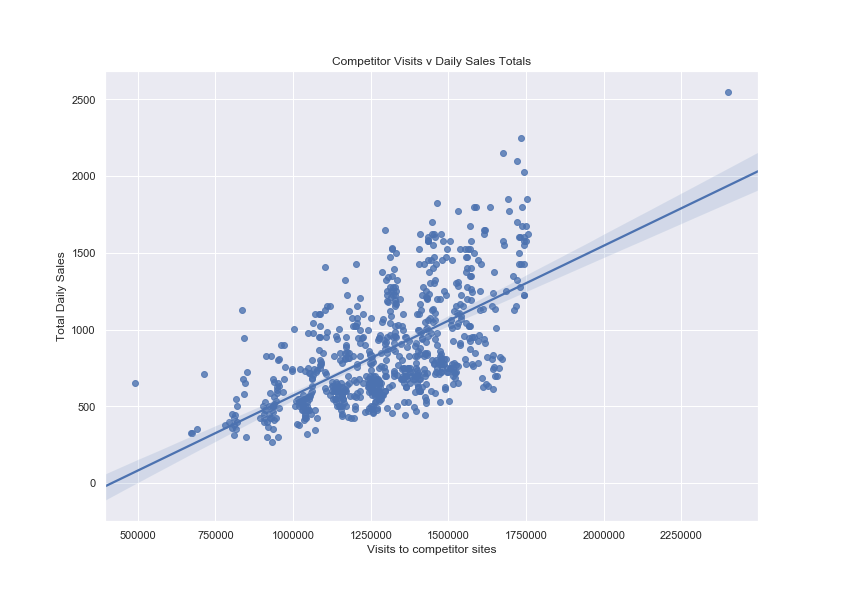 Competitor Visits v Daily Sales Totals
2500
2000
1500
1000
500
0
Total Daily Sales
500000 750000 1000000 1250000 1500000 1750000 2000000 2250000
Visits to competitor sites